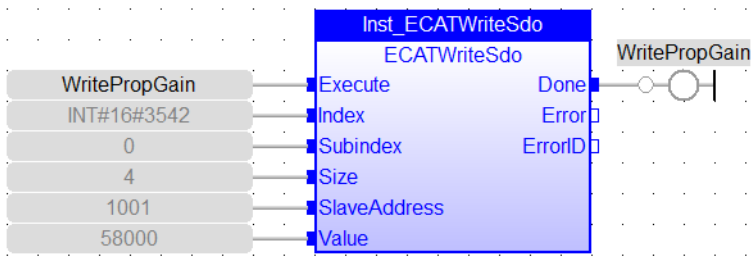 Inst_ECATWriteSdo
ECATWriteSdo
WritePropGain
WritePropGain Execute Done
INT#16#3542 Index Error
0 Subindex ErrorID
4 Size
1001 SlaveAddress
58000 Value